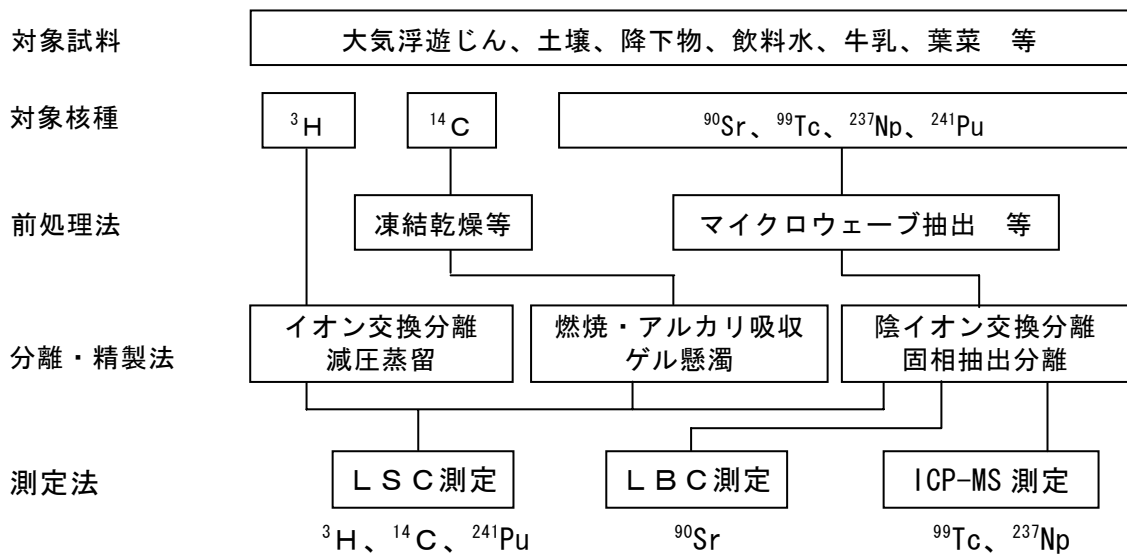 対象試料
大気浮遊じん、土壌、降下物、飲料水、牛乳、葉菜　等
対象核種
³H
¹⁴C
⁹⁰Sr、⁹⁹Tc、²³⁷Np、²⁴¹Pu
前処理法
凍結乾燥等
マイクロウェーブ抽出　等
分離・精製法
イオン交換分離
減圧蒸留
燃焼・アルカリ吸収
ゲル懸濁
陰イオン交換分離
固相抽出分離
測定法
ＬＳＣ測定
ＬＢＣ測定
ICP-MS 測定
³H、¹⁴C、²⁴¹Pu
⁹⁰Sr
⁹⁹Tc、²³⁷Np